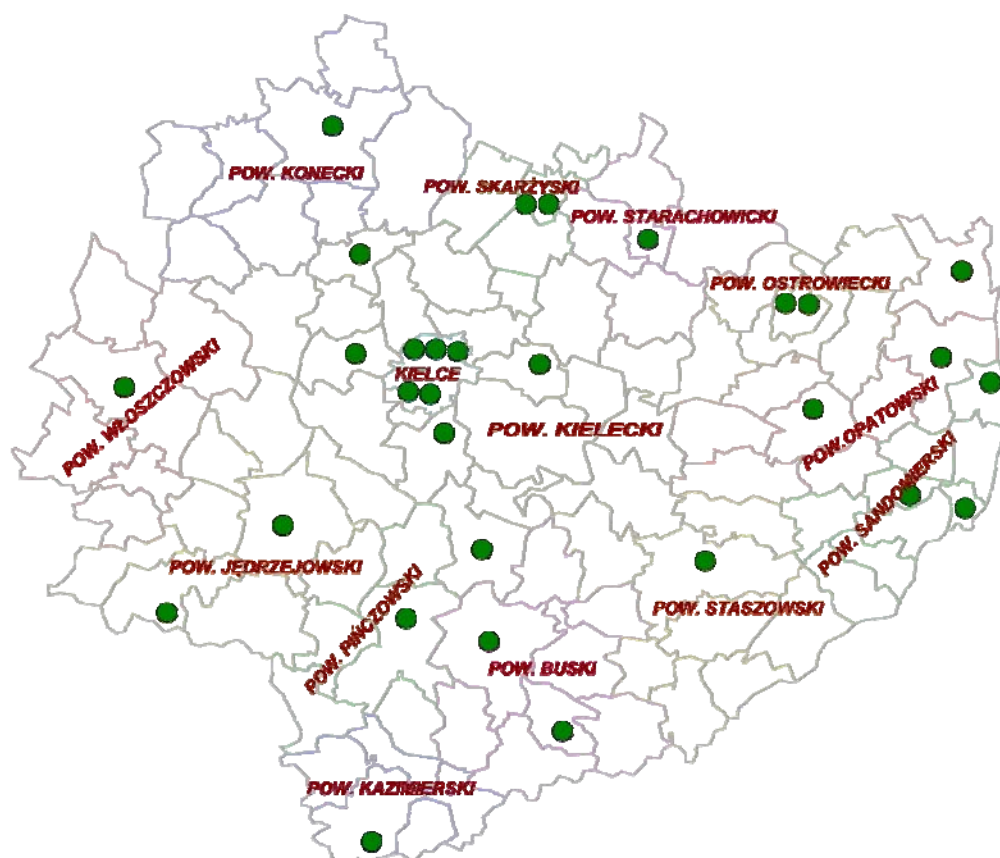 POW. KONECKI
POW. SKARŻYSKI
POW. STARACHOWICKI
POW. OSTROWIECKI
KIELCE
POW. WŁOSZCZOWSKI
POW. KIELECKI
POW.OPATOWSKI
POW. SANDOMIERSKI
POW. JĘDRZEJOWSKI
POW. PIŃCZOWSKI
POW. STASZOWSKI
POW. BUSKI
POW. KAZIMIERSKI